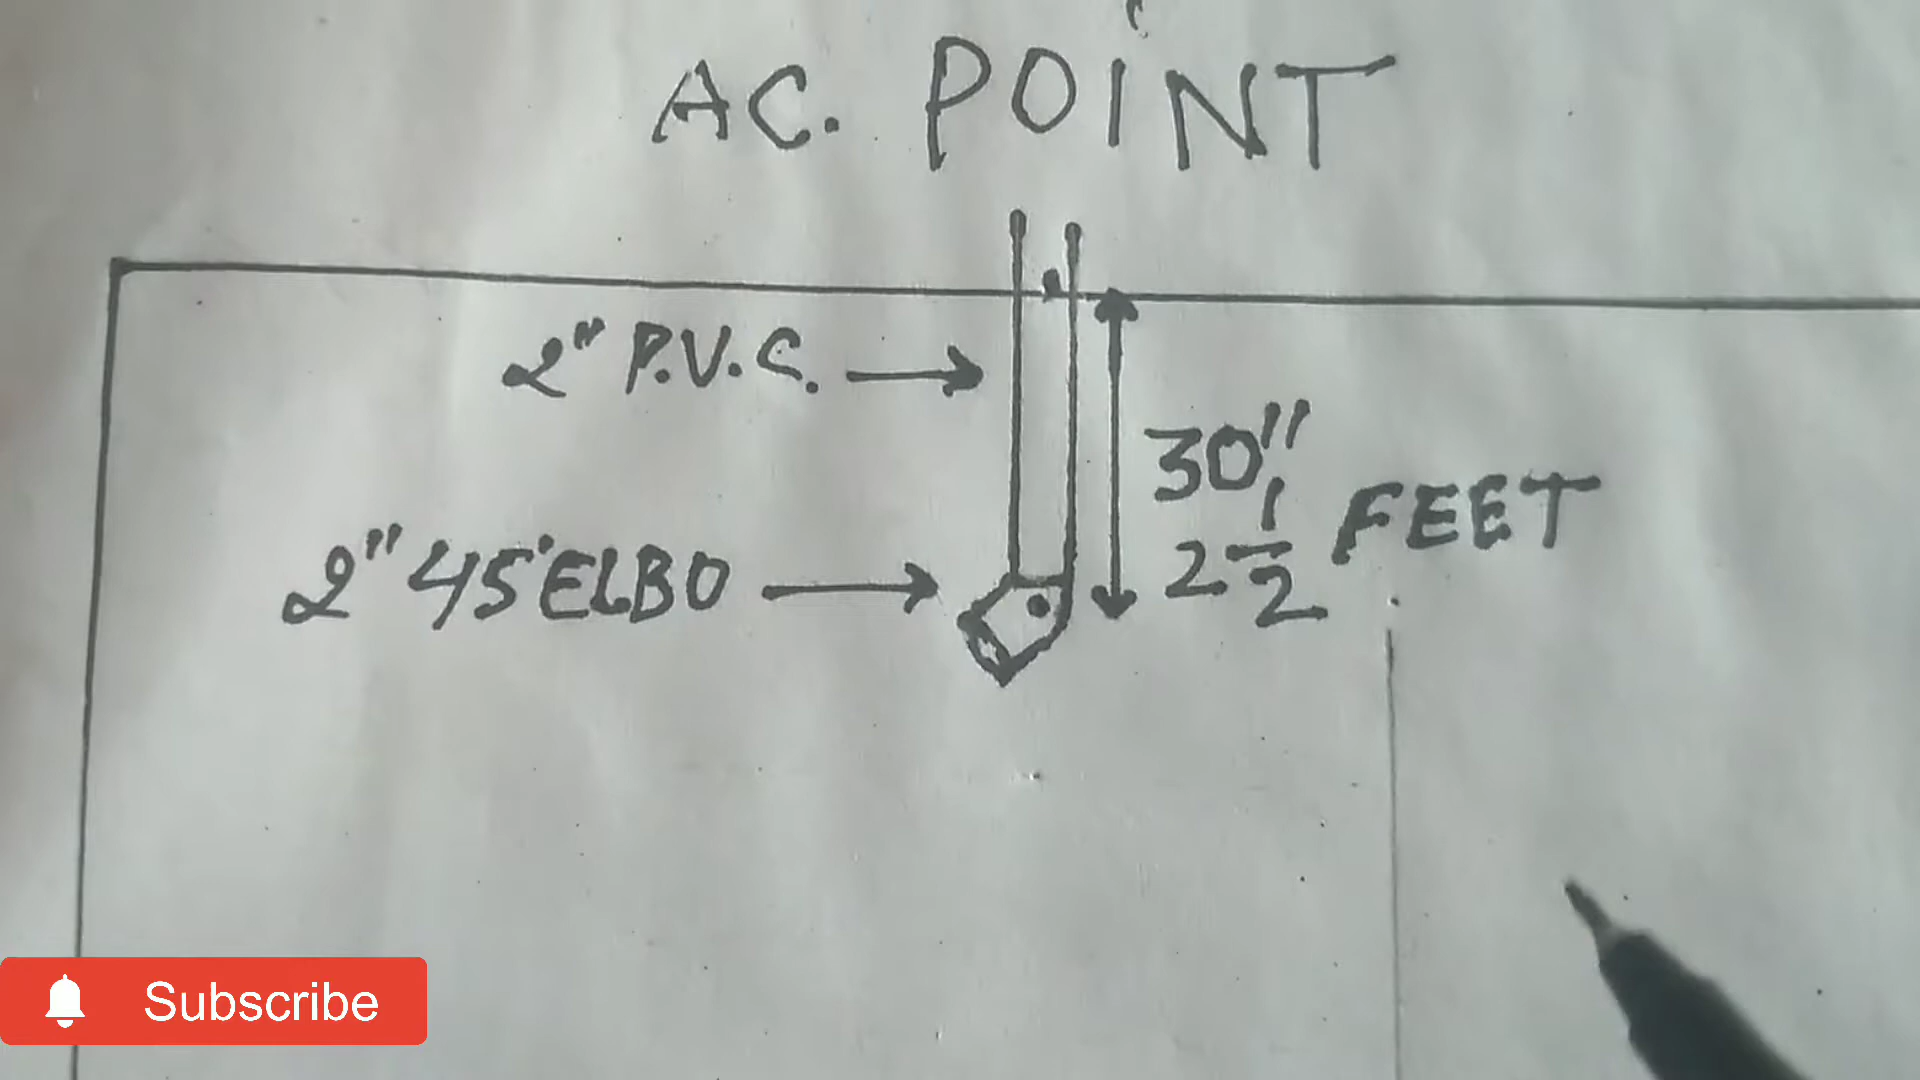 AC. POINT
2" P.V.C.
30"
2 1/2 FEET
2" 45° ELBO
Subscribe